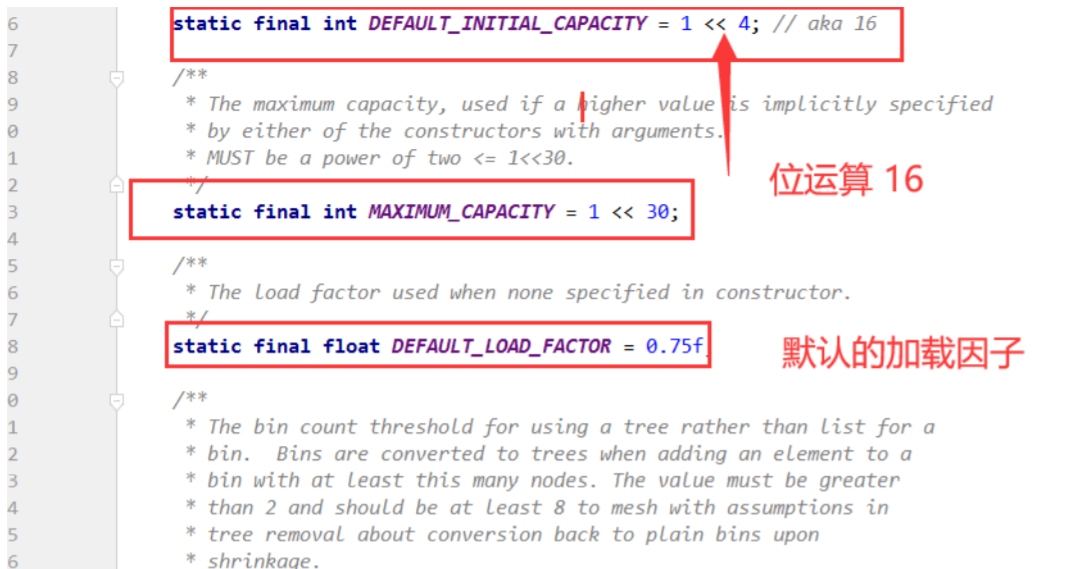 6 static final int DEFAULT_INITIAL_CAPACITY = 1 << 4; // aka 16
7
8 /**
9 * The maximum capacity, used if a higher value is implicitly specified
0 * by either of the constructors with arguments.
1 * MUST be a power of two <= 1<<30.
位运算 16
2 */
3 static final int MAXIMUM_CAPACITY = 1 << 30;
4
5 /**
6 * The load factor used when none specified in constructor.
7 */
8 static final float DEFAULT_LOAD_FACTOR = 0.75f
默认的加载因子
9
0 /**
1 * The bin count threshold for using a tree rather than list for a
2 * bin.  Bins are converted to trees when adding an element to a
3 * bin with at least this many nodes. The value must be greater
4 * than 2 and should be at least 8 to mesh with assumptions in
5 * tree removal about conversion back to plain bins upon
6 * shrinkage.